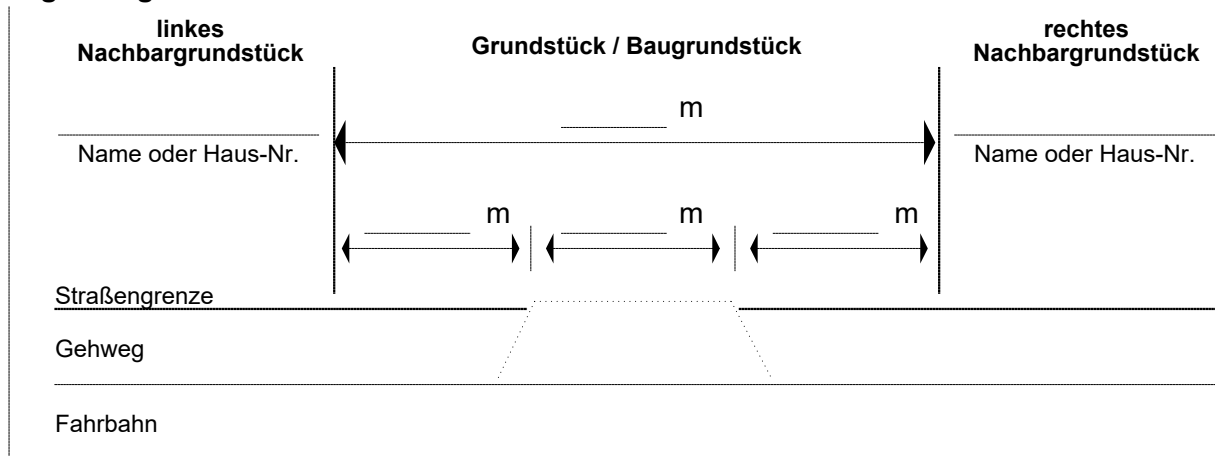 linkes
Nachbargrundstück
Grundstück / Baugrundstück
rechtes
Nachbargrundstück
m
Name oder Haus-Nr.
Name oder Haus-Nr.
m
m
m
Straßengrenze
Gehweg
Fahrbahn